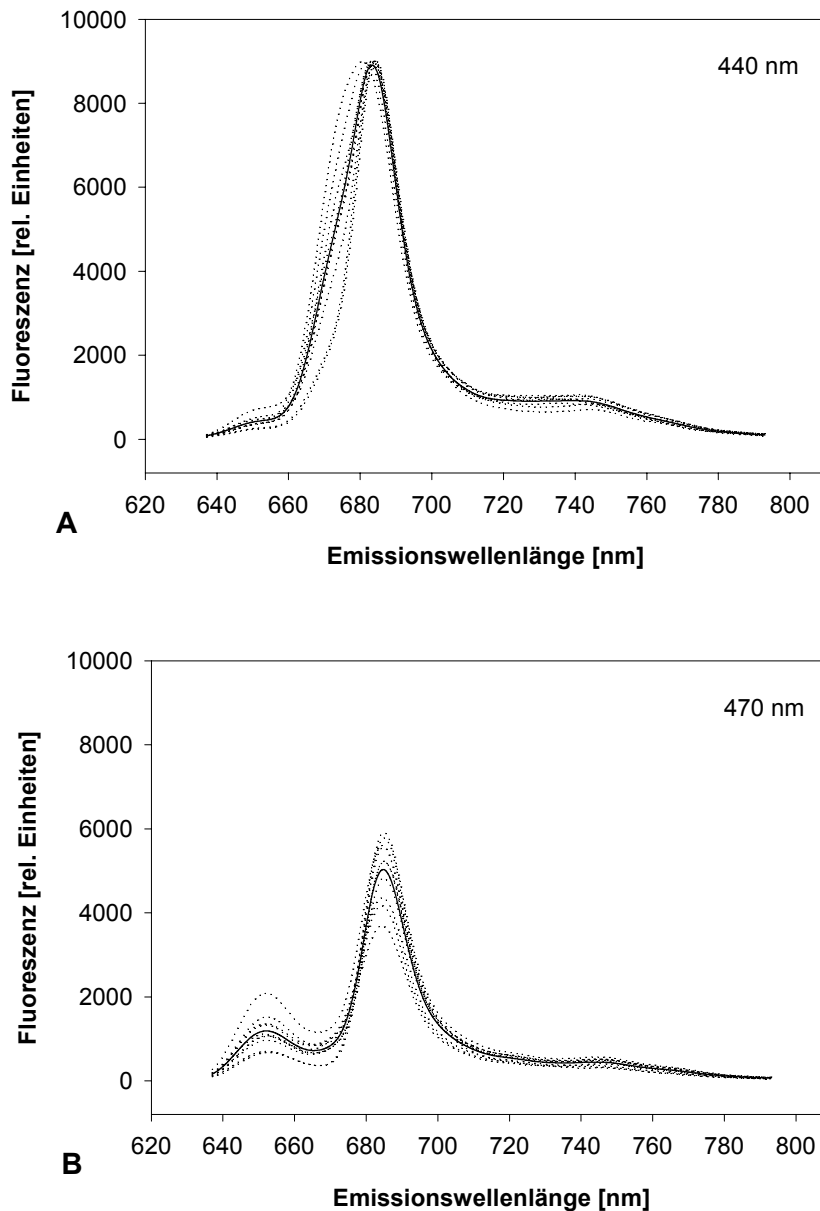 10000
440 nm
8000
6000
4000
2000
0
Fluoreszenz [rel. Einheiten]
620 640 660 680 700 720 740 760 780 800
A
Emissionswellenlänge [nm]
10000
470 nm
8000
6000
4000
2000
0
Fluoreszenz [rel. Einheiten]
620 640 660 680 700 720 740 760 780 800
B
Emissionswellenlänge [nm]